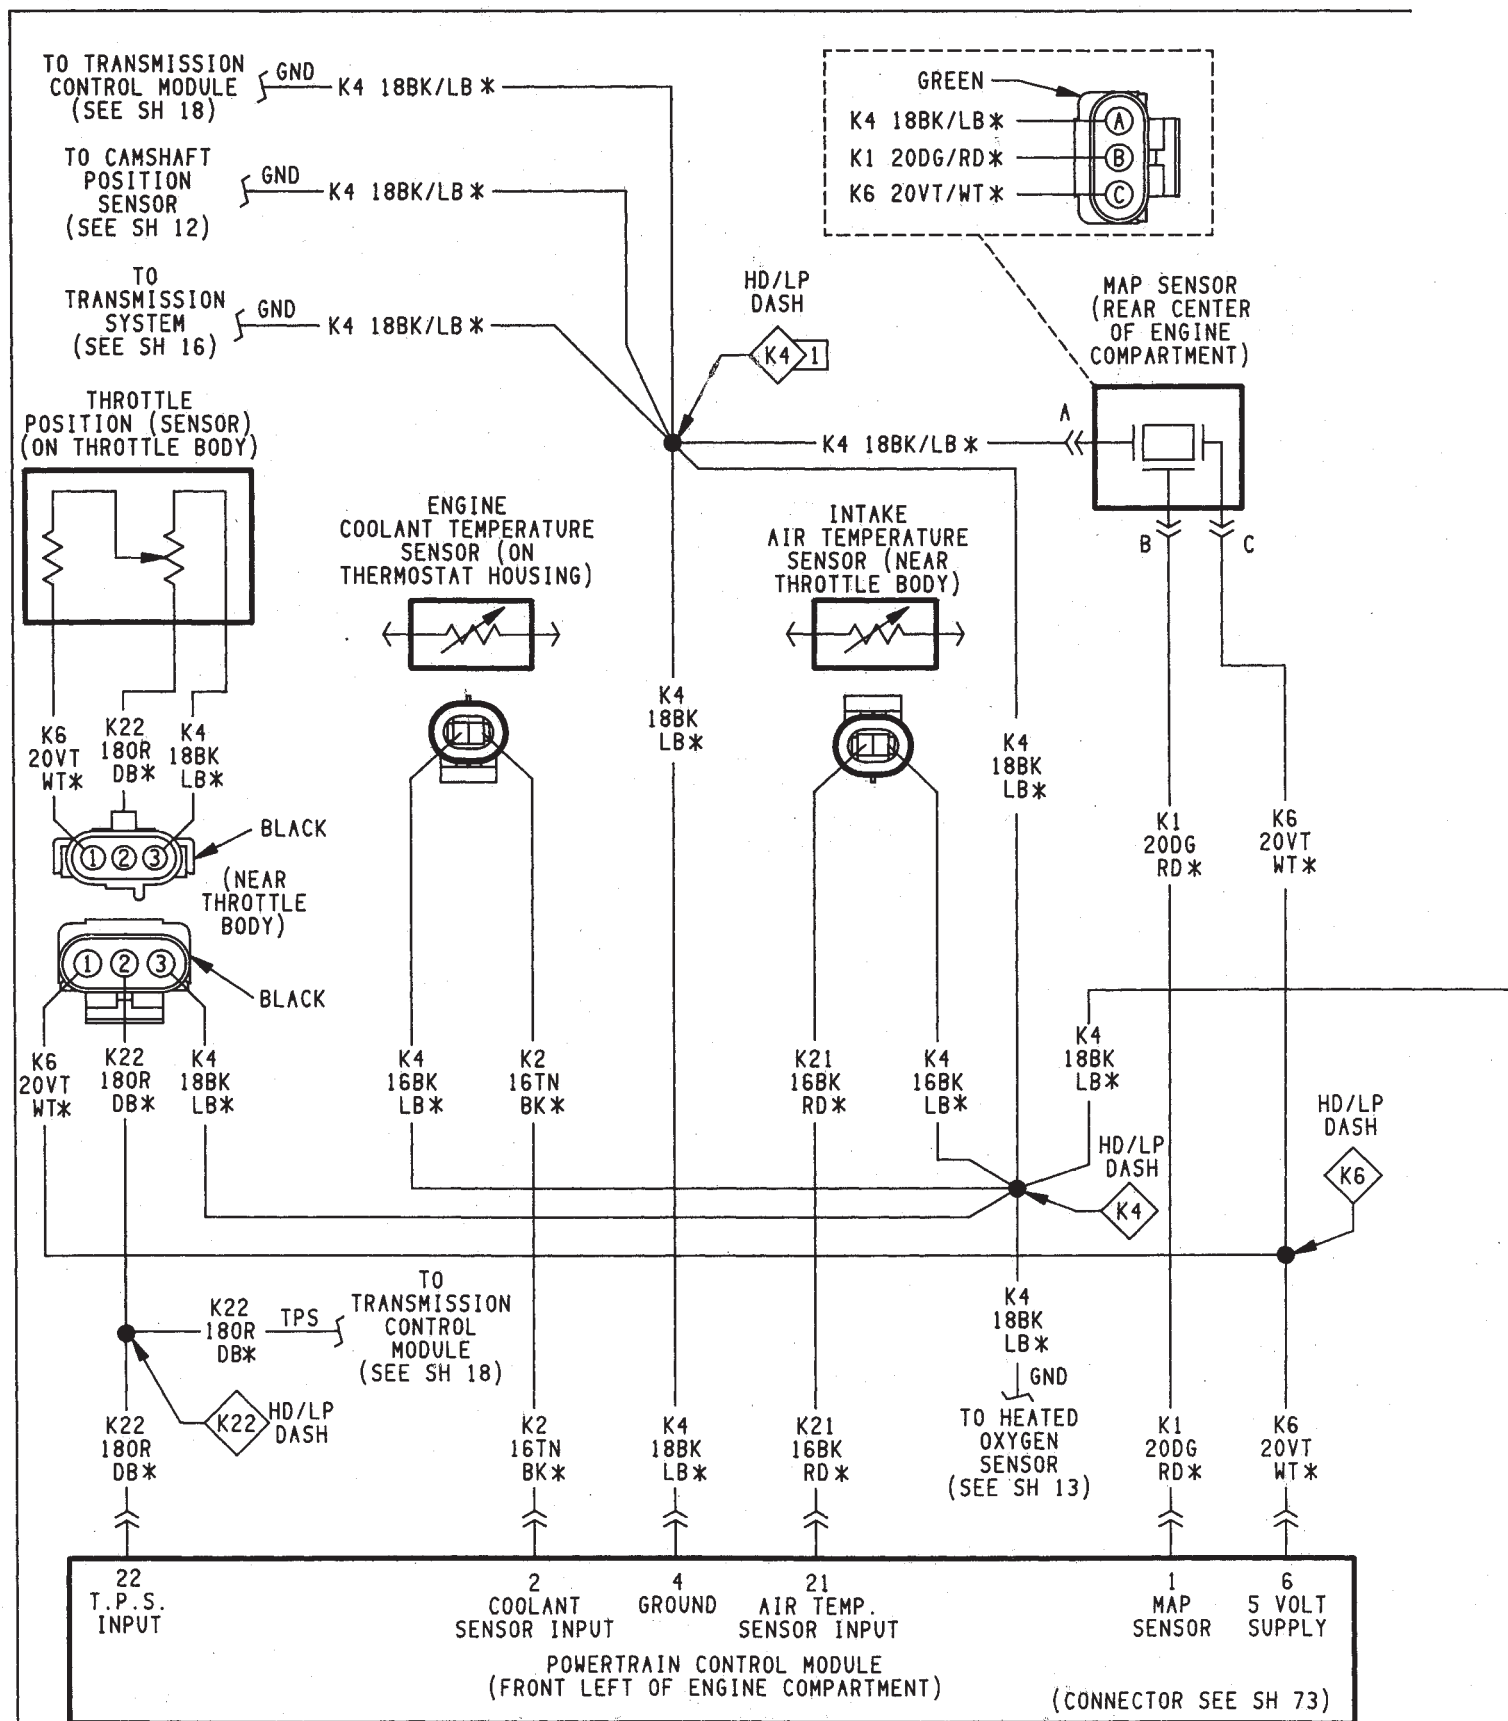 TO TRANSMISSION
CONTROL MODULE
(SEE SH 18)
GND
K4 18BK/LB*
TO CAMSHAFT
POSITION
SENSOR
(SEE SH 12)
GND
K4 18BK/LB*
TO
TRANSMISSION
SYSTEM
(SEE SH 16)
GND
K4 18BK/LB*
GREEN
K4 18BK/LB*
A
K1 20DG/RD*
B
K6 20VT/WT*
C
HD/LP
DASH
K4
1
MAP SENSOR
(REAR CENTER
OF ENGINE
COMPARTMENT)
A
K4 18BK/LB*
B
C
THROTTLE
POSITION (SENSOR)
(ON THROTTLE BODY)
ENGINE
COOLANT TEMPERATURE
SENSOR (ON
THERMOSTAT HOUSING)
INTAKE
AIR TEMPERATURE
SENSOR (NEAR
THROTTLE BODY)
K6
20VT
WT*
K22
18OR
DB*
K4
18BK
LB*
K4
18BK
LB*
K4
18BK
LB*
K1
20DG
RD*
K6
20VT
WT*
1 2 3
BLACK
(NEAR
THROTTLE
BODY)
1 2 3
BLACK
K6
20VT
WT*
K22
18OR
DB*
K4
18BK
LB*
K4
16BK
LB*
K2
16TN
BK*
K21
16BK
RD*
K4
16BK
LB*
K4
18BK
LB*
HD/LP
DASH
K4
HD/LP
DASH
K6
K22
18OR
DB*
TPS
TO
TRANSMISSION
CONTROL
MODULE
(SEE SH 18)
K22
HD/LP
DASH
K4
18BK
LB*
GND
TO HEATED
OXYGEN
SENSOR
(SEE SH 13)
K22
18OR
DB*
K2
16TN
BK*
K4
18BK
LB*
K21
16BK
RD*
K1
20DG
RD*
K6
20VT
WT*
22
T.P.S.
INPUT
2
COOLANT
SENSOR INPUT
4
GROUND
21
AIR TEMP.
SENSOR INPUT
1
MAP
SENSOR
6
5 VOLT
SUPPLY
POWERTRAIN CONTROL MODULE
(FRONT LEFT OF ENGINE COMPARTMENT)
(CONNECTOR SEE SH 73)